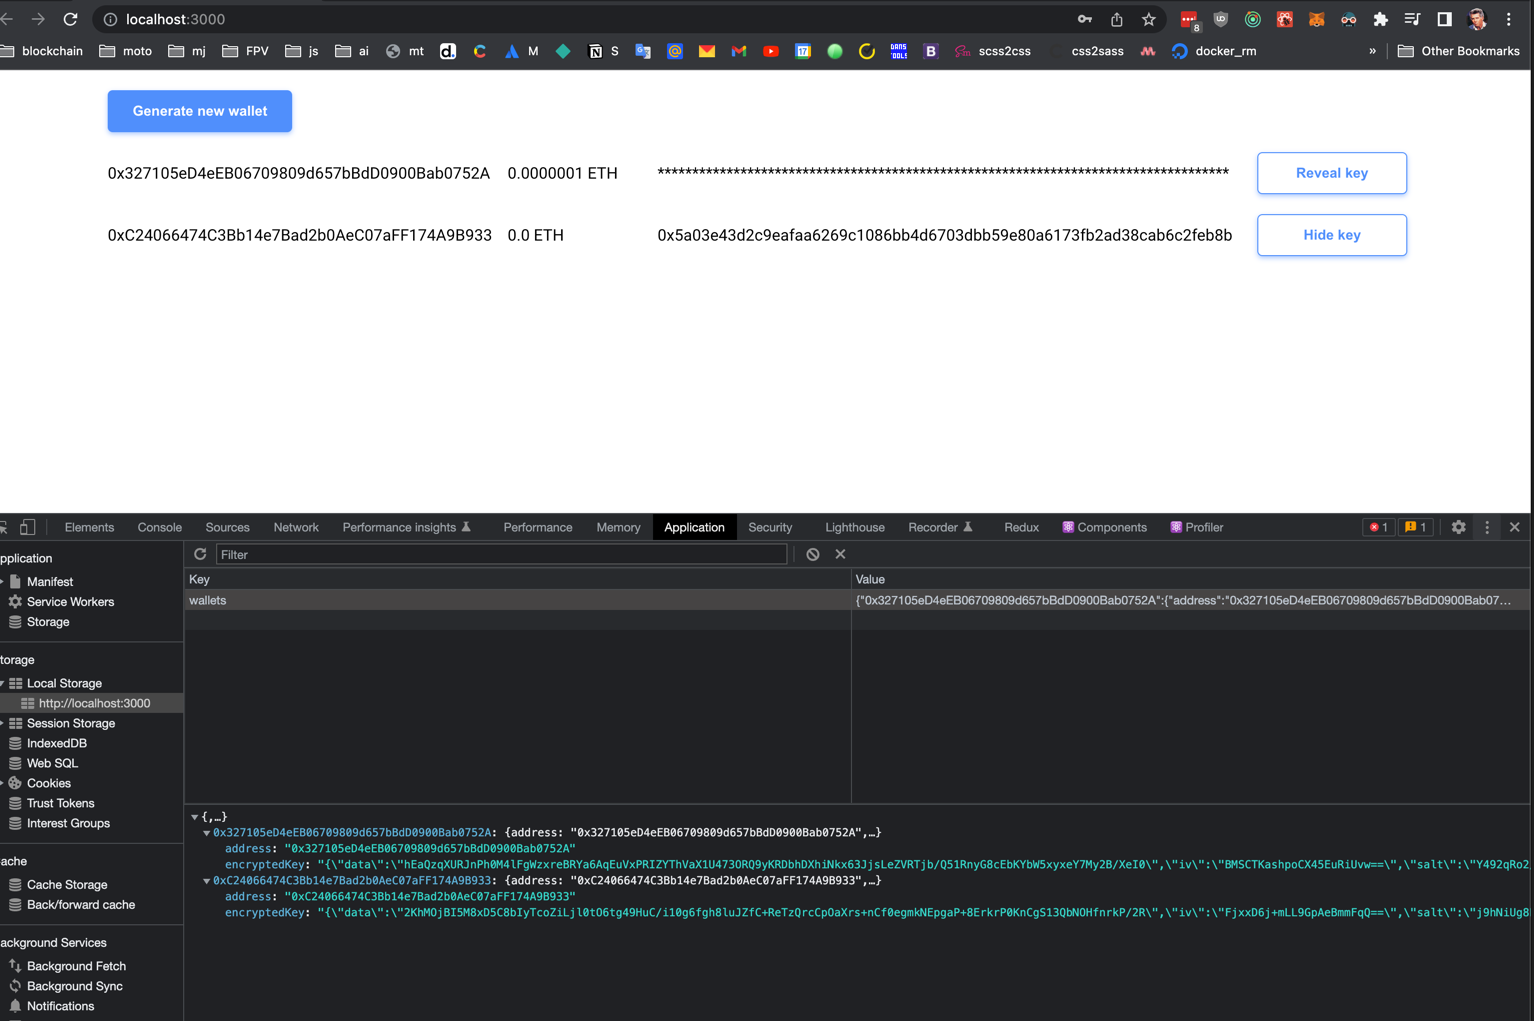 localhost:3000
8
blockchain moto mj FPV js ai mt M S 17 DANS TOOLS B scss2css css2sass docker_rm » Other Bookmarks
Generate new wallet
0x327105eD4eEB06709809d657bBdD0900Bab0752A 0.0000001 ETH *********************************************************************************** Reveal key
0xC24066474C3Bb14e7Bad2b0AeC07aFF174A9B933 0.0 ETH 0x5a03e43d2c9eafaa6269c1086bb4d6703dbb59e80a6173fb2ad38cab6c2feb8b Hide key
Elements Console Sources Network Performance insights Performance Memory Application Security Lighthouse Recorder Redux Components Profiler 1 1
pplication
Manifest
Service Workers
Storage
torage
Local Storage
http://localhost:3000
Session Storage
IndexedDB
Web SQL
Cookies
Trust Tokens
Interest Groups
ache
Cache Storage
Back/forward cache
ackground Services
Background Fetch
Background Sync
Notifications
Filter
Key Value
wallets {"0x327105eD4eEB06709809d657bBdD0900Bab0752A":{"address":"0x327105eD4eEB06709809d657bBdD0900Bab07…
{,…}
0x327105eD4eEB06709809d657bBdD0900Bab0752A: {address: "0x327105eD4eEB06709809d657bBdD0900Bab0752A",…}
address: "0x327105eD4eEB06709809d657bBdD0900Bab0752A"
encryptedKey: "{\"data\":\"hEaQzqXURJnPh0M4lFgWzxreBRYa6AqEuVxPRIZYThVaX1U473ORQ9yKRDbhDXhiNkx63JjsLeZVRTjb/Q51RnyG8cEbKYbW5xyxeY7My2B/XeI0\",\"iv\":\"BMSCTKashpoCX45EuRiUvw==\",\"salt\":\"Y492qRo2
0xC24066474C3Bb14e7Bad2b0AeC07aFF174A9B933: {address: "0xC24066474C3Bb14e7Bad2b0AeC07aFF174A9B933",…}
address: "0xC24066474C3Bb14e7Bad2b0AeC07aFF174A9B933"
encryptedKey: "{\"data\":\"2KhMOjBI5M8xD5C8bIyTcoZiLjl0tO6tg49HuC/i10g6fgh8luJZfC+ReTzQrcCpOaXrs+nCf0egmkNEpgaP+8ErkrP0KnCgS13QbNOHfnrkP/2R\",\"iv\":\"FjxxD6j+mLL9GpAeBmmFqQ==\",\"salt\":\"j9hNiUg8